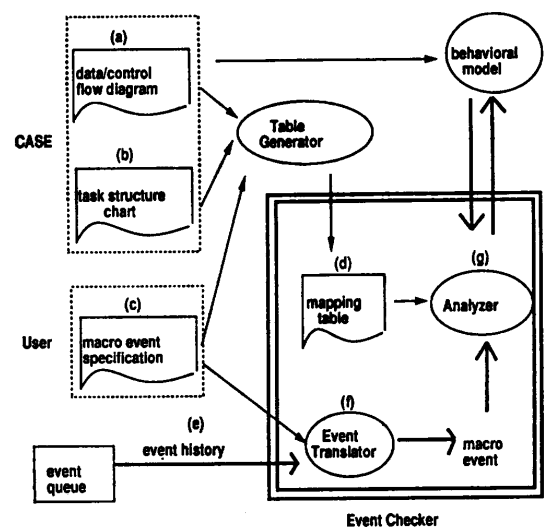 (a)
data/control
flow diagram
CASE
(b)
task structure
chart
behavioral
model
Table
Generator
(c)
User
macro event
specification
(d)
mapping
table
(g)
Analyzer
(e)
event history
event
queue
(f)
Event
Translator
macro
event
Event Checker